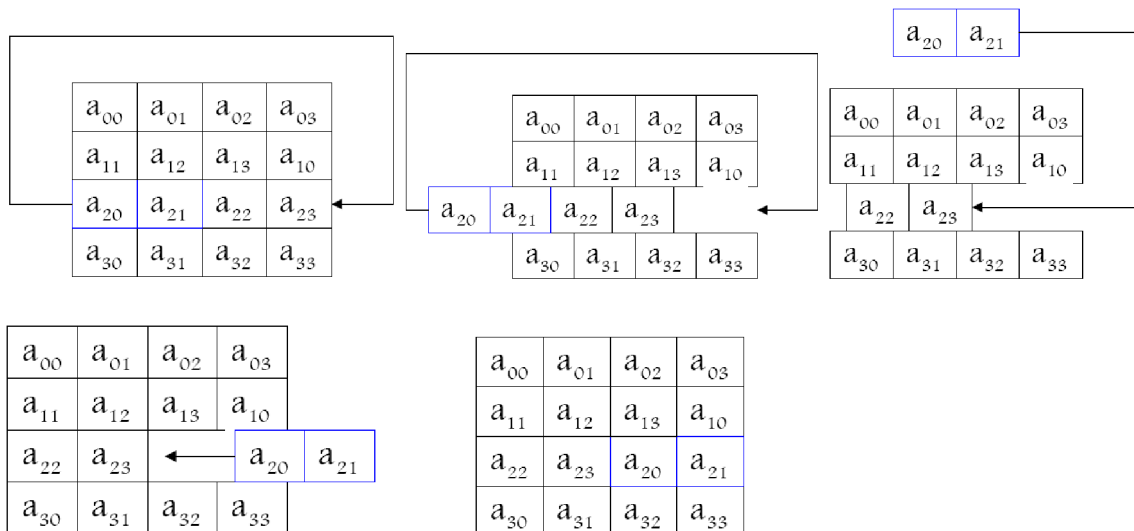 a₂₀ a₂₁
a₀₀ a₀₁ a₀₂ a₀₃
a₁₁ a₁₂ a₁₃ a₁₀
a₂₀ a₂₁ a₂₂ a₂₃
a₃₀ a₃₁ a₃₂ a₃₃
a₀₀ a₀₁ a₀₂ a₀₃
a₁₁ a₁₂ a₁₃ a₁₀
a₂₀ a₂₁ a₂₂ a₂₃
a₃₀ a₃₁ a₃₂ a₃₃
a₀₀ a₀₁ a₀₂ a₀₃
a₁₁ a₁₂ a₁₃ a₁₀
a₂₂ a₂₃
a₃₀ a₃₁ a₃₂ a₃₃
a₀₀ a₀₁ a₀₂ a₀₃
a₁₁ a₁₂ a₁₃ a₁₀
a₂₂ a₂₃ a₂₀ a₂₁
a₃₀ a₃₁ a₃₂ a₃₃
a₀₀ a₀₁ a₀₂ a₀₃
a₁₁ a₁₂ a₁₃ a₁₀
a₂₂ a₂₃ a₂₀ a₂₁
a₃₀ a₃₁ a₃₂ a₃₃